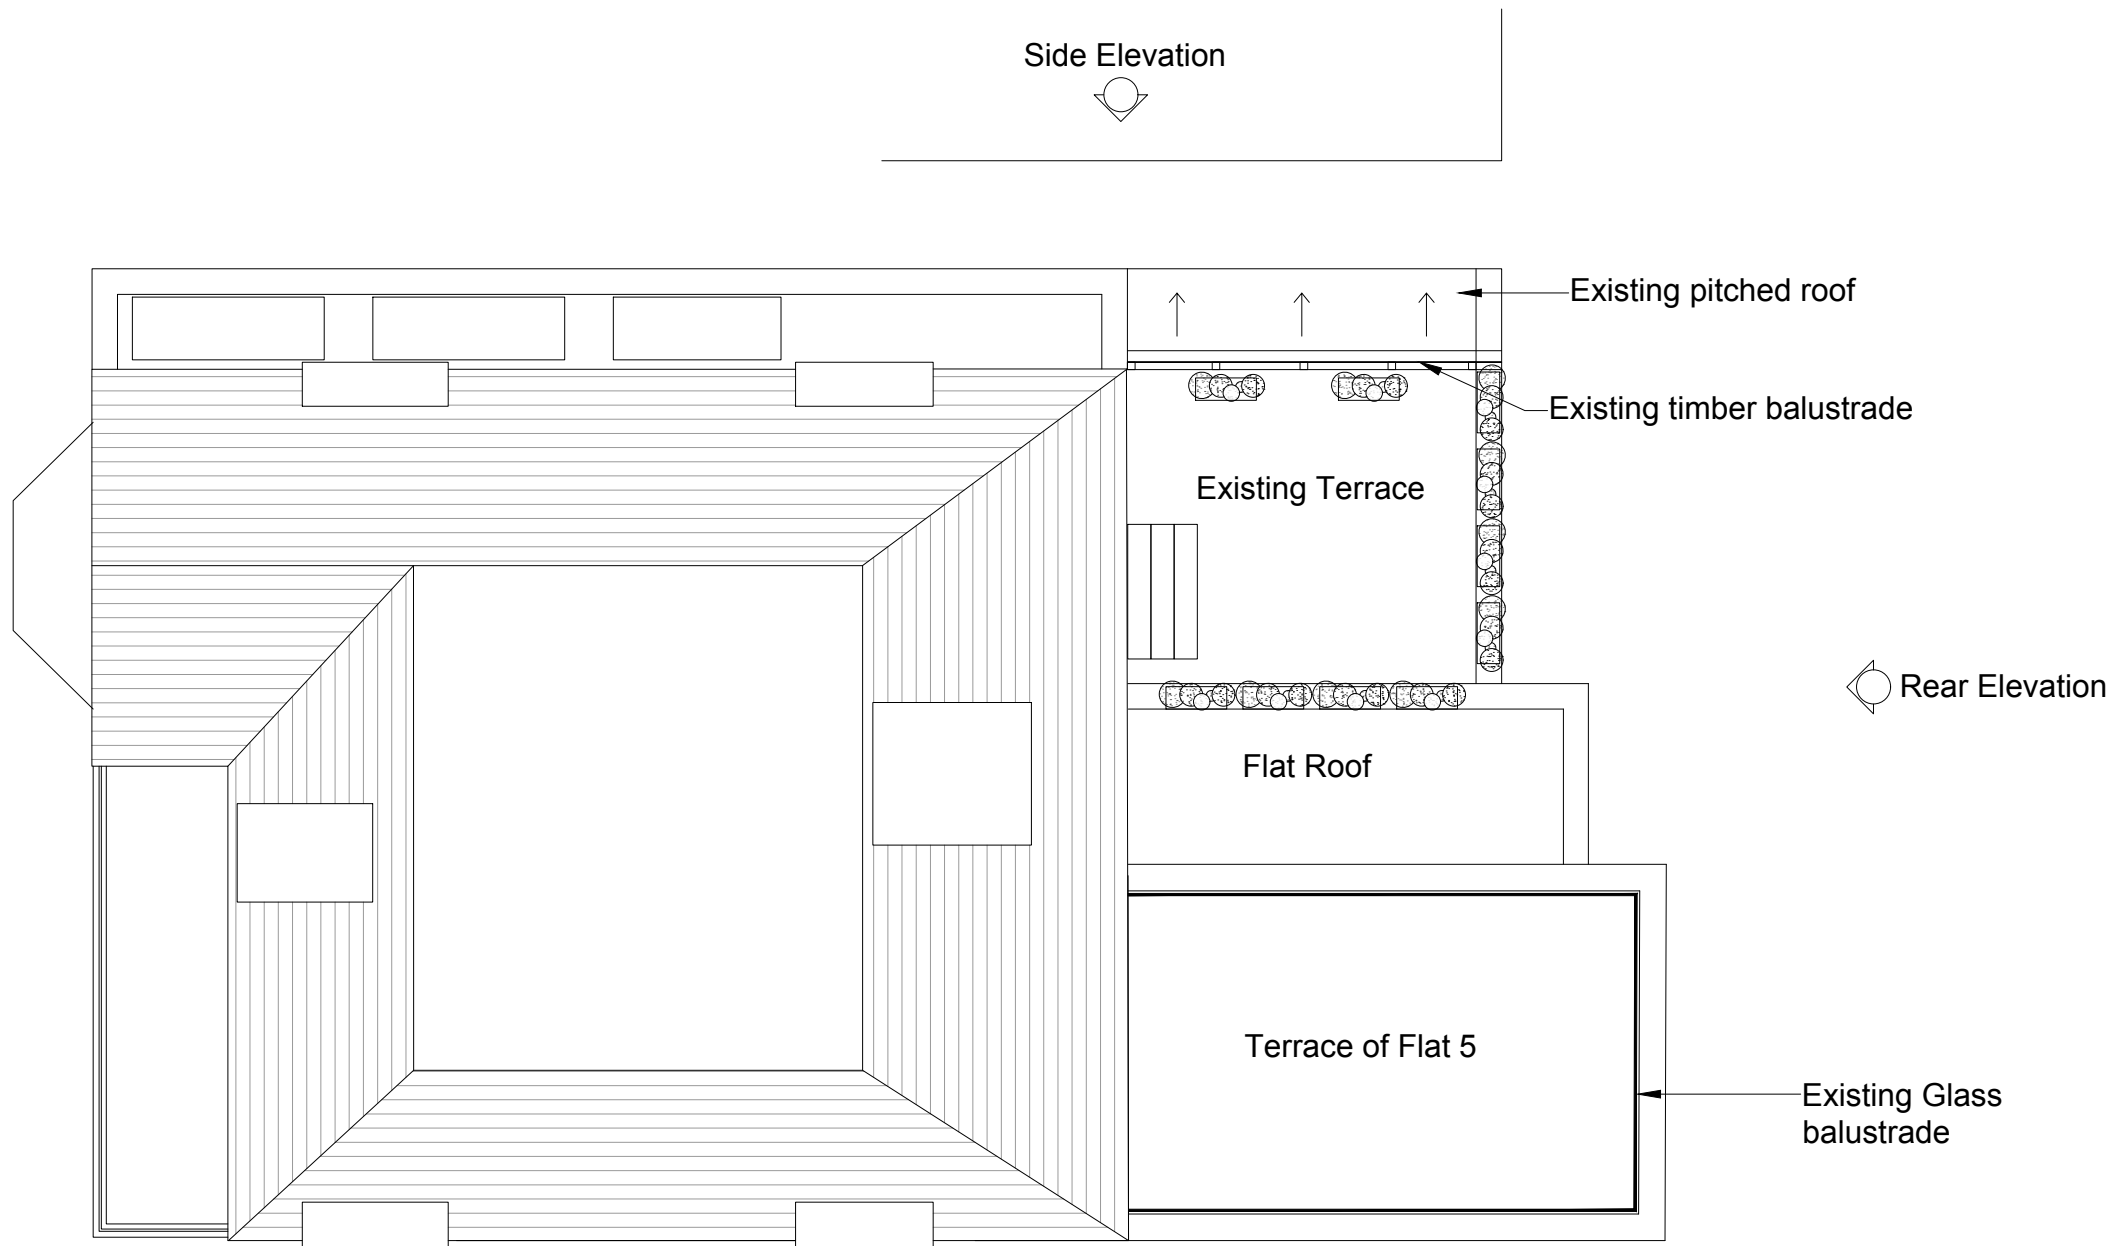 Side Elevation
Existing pitched roof
Existing timber balustrade
Existing Terrace
Rear Elevation
Flat Roof
Terrace of Flat 5
Existing Glass
balustrade